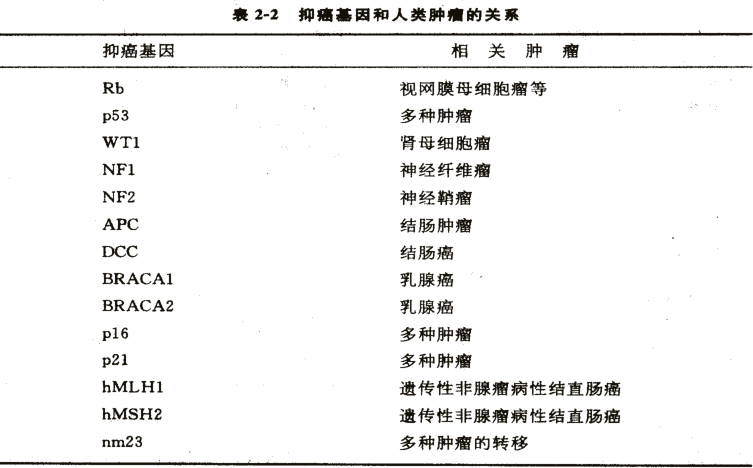 表 2-2 抑癌基因和人类肿瘤的关系
抑癌基因 相关肿瘤
Rb 视网膜母细胞瘤等
p53 多种肿瘤
WT1 肾母细胞瘤
NF1 神经纤维瘤
NF2 神经鞘瘤
APC 结肠肿瘤
DCC 结肠癌
BRACA1 乳腺癌
BRACA2 乳腺癌
p16 多种肿瘤
p21 多种肿瘤
hMLH1 遗传性非腺瘤病性结直肠癌
hMSH2 遗传性非腺瘤病性结直肠癌
nm23 多种肿瘤的转移